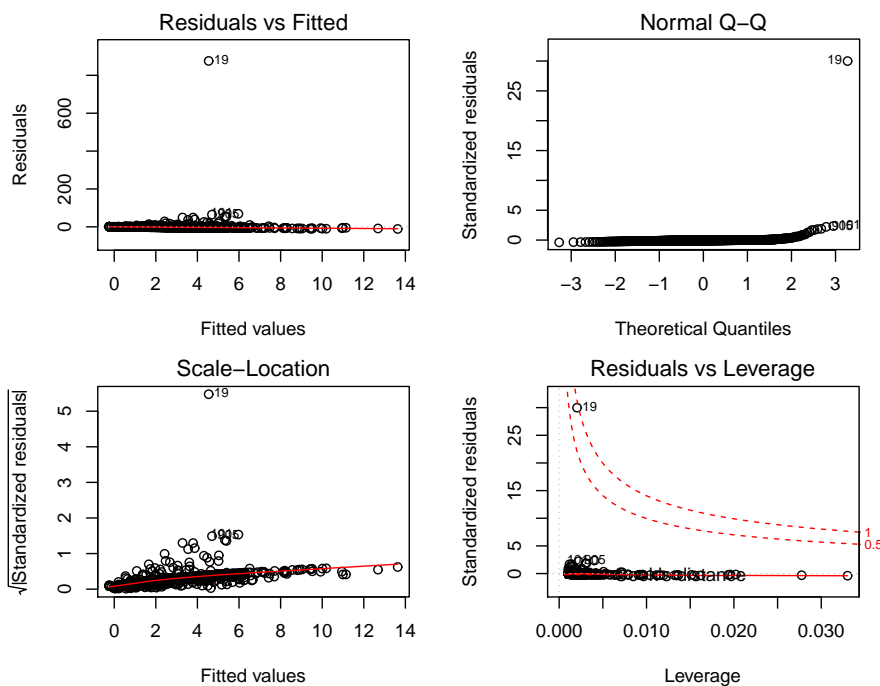 Residuals vs Fitted
Residuals
0 200 600
19
0 2 4 6 8 10 12 14
Fitted values
Normal Q−Q
Standardized residuals
0 5 15 25
19
−3 −2 −1 0 1 2 3
Theoretical Quantiles
Scale−Location
√|Standardized residuals|
0 1 2 3 4 5
19
0 2 4 6 8 10 12 14
Fitted values
Residuals vs Leverage
Standardized residuals
0 5 15 25
19
1
0.5
0.000 0.010 0.020 0.030
Leverage